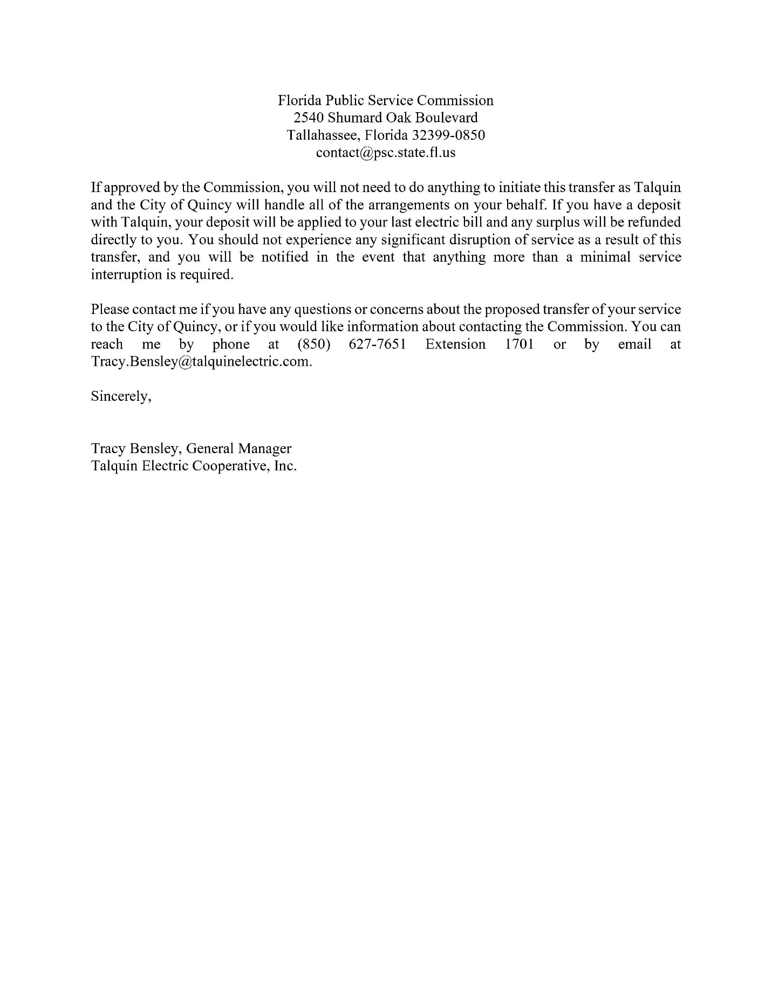 Florida Public Service Commission
2540 Shumard Oak Boulevard
Tallahassee, Florida 32399-0850
contact@psc.state.fl.us
If approved by the Commission, you will not need to do anything to initiate this transfer as Talquin
and the City of Quincy will handle all of the arrangements on your behalf. If you have a deposit
with Talquin, your deposit will be applied to your last electric bill and any surplus will be refunded
directly to you. You should not experience any significant disruption of service as a result of this
transfer, and you will be notified in the event that anything more than a minimal service
interruption is required.
Please contact me if you have any questions or concerns about the proposed transfer of your service
to the City of Quincy, or if you would like information about contacting the Commission. You can
reach me by phone at (850) 627-7651 Extension 1701 or by email at
Tracy.Bensley@talquinelectric.com.
Sincerely,
Tracy Bensley, General Manager
Talquin Electric Cooperative, Inc.